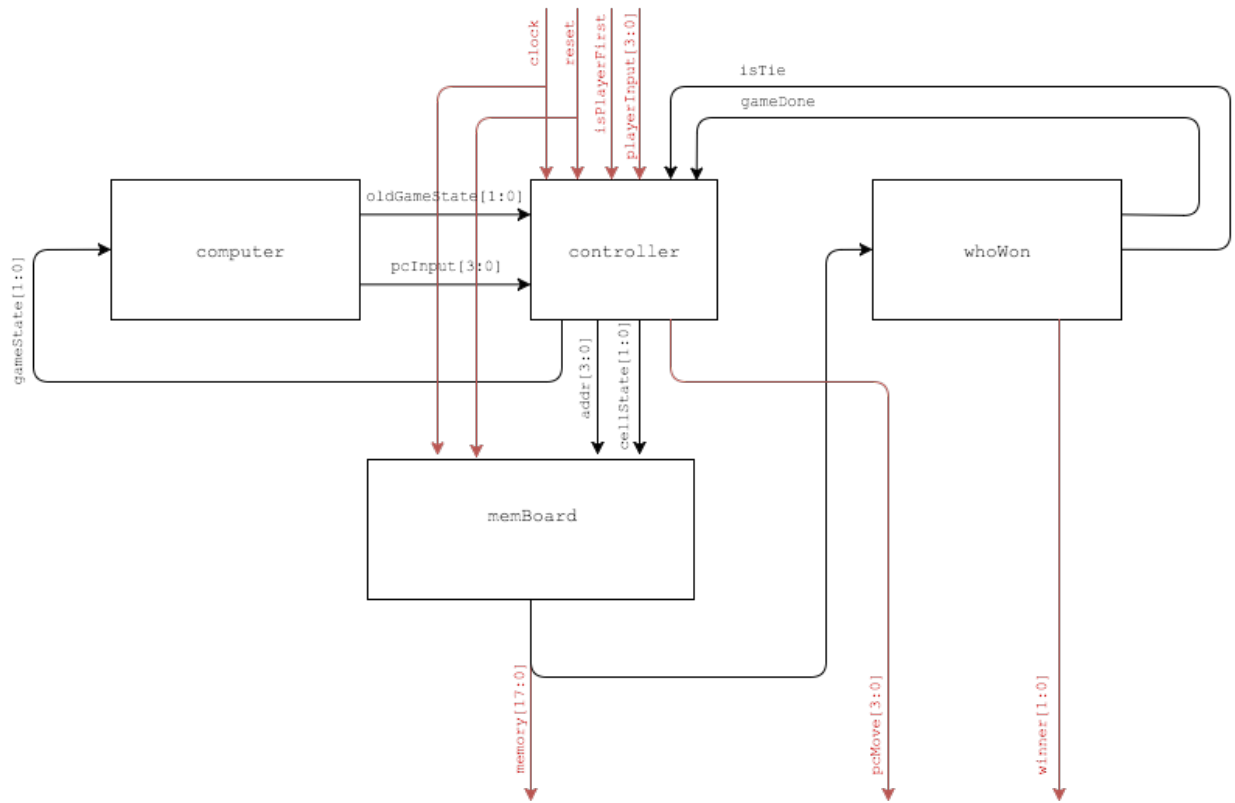 clock
reset
isPlayerFirst
playerInput[3:0]
isTie
gameDone
oldGameState[1:0]
computer
controller
whoWon
pcInput[3:0]
gameState[1:0]
addr[3:0]
cellState[1:0]
memBoard
memory[17:0]
pcMove[3:0]
winner[1:0]